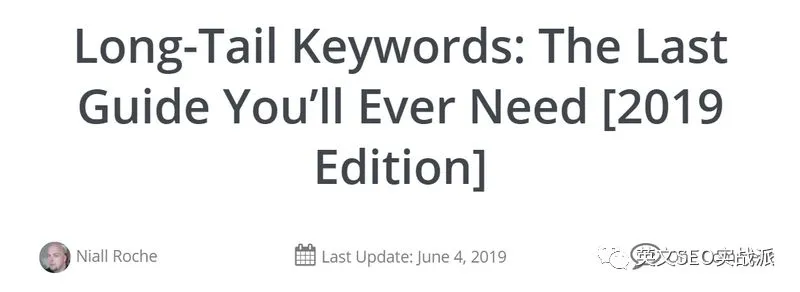 Long-Tail Keywords: The Last
Guide You’ll Ever Need [2019
Edition]
Niall Roche
Last Update: June 4, 2019
英文SEO实战派